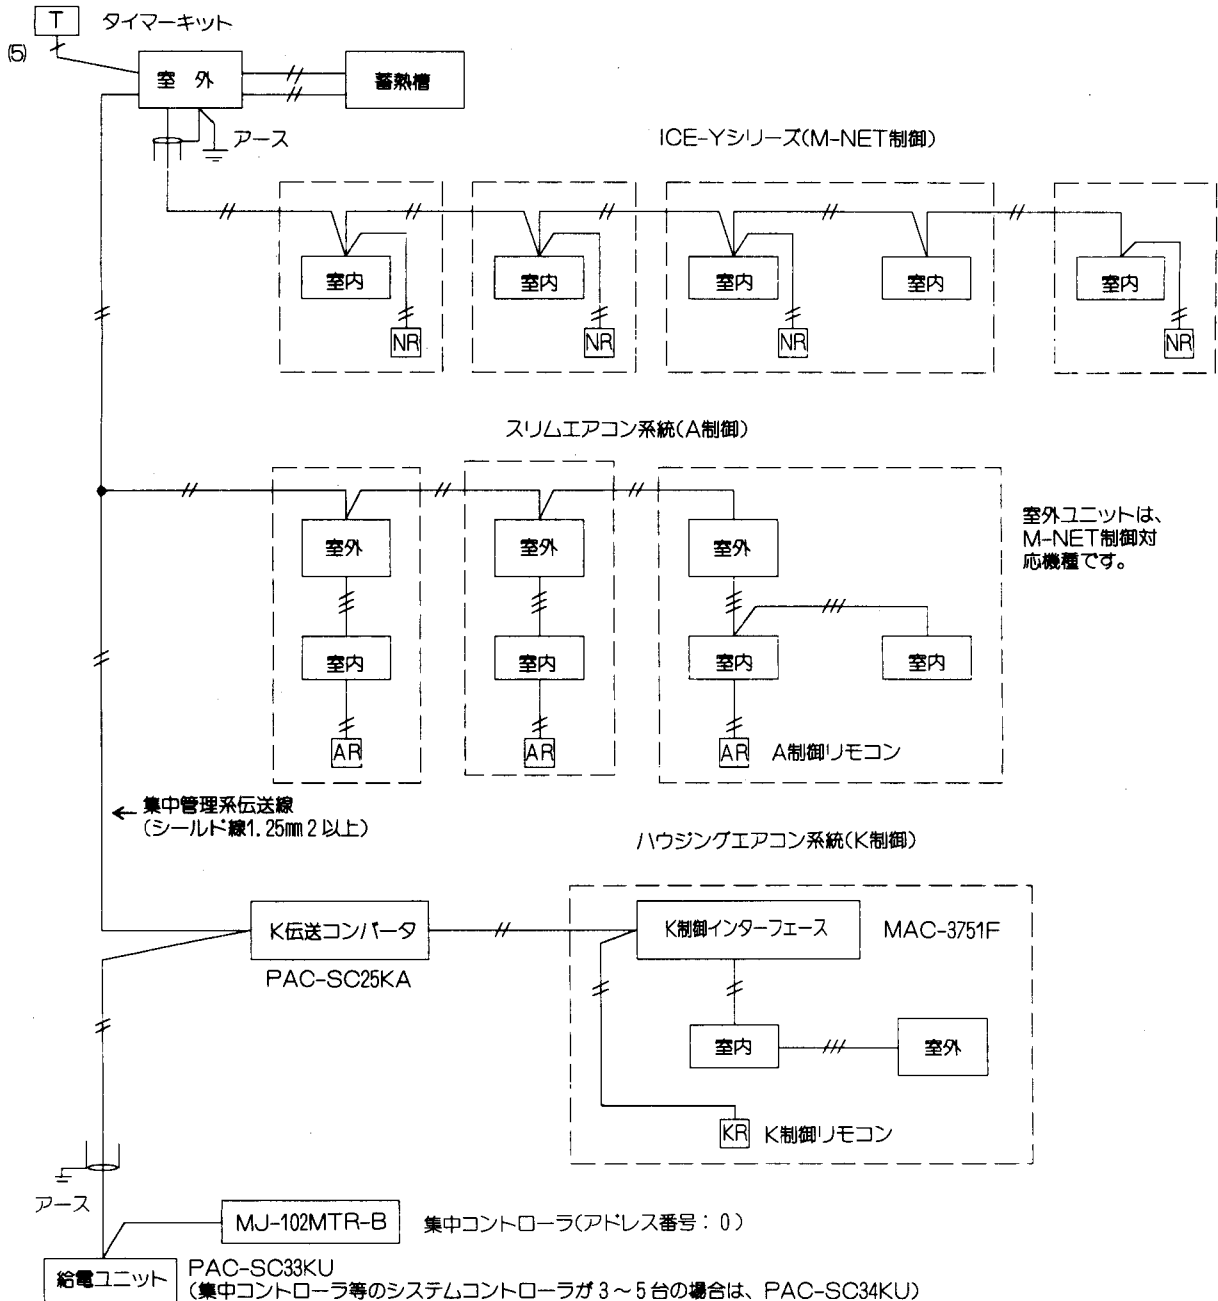 T タイマーキット
(5)
室 外
蓄熱槽
アース
ICE-Yシリーズ(M-NET制御)
室内
室内
室内
室内
室内
NR
NR
NR
NR
スリムエアコン系統(A制御)
室外
室外
室外
室外ユニットは、
M-NET制御対
応機種です。
室内
室内
室内
室内
AR
AR
AR A制御リモコン
集中管理系伝送線
(シールド線1.25mm2以上)
ハウジングエアコン系統(K制御)
K伝送コンバータ
K制御インターフェース
MAC-3751F
PAC-SC25KA
室内
室外
KR K制御リモコン
アース
MJ-102MTR-B 集中コントローラ(アドレス番号:0)
給電ユニット
PAC-SC33KU
(集中コントローラ等のシステムコントローラが3~5台の場合は、PAC-SC34KU)